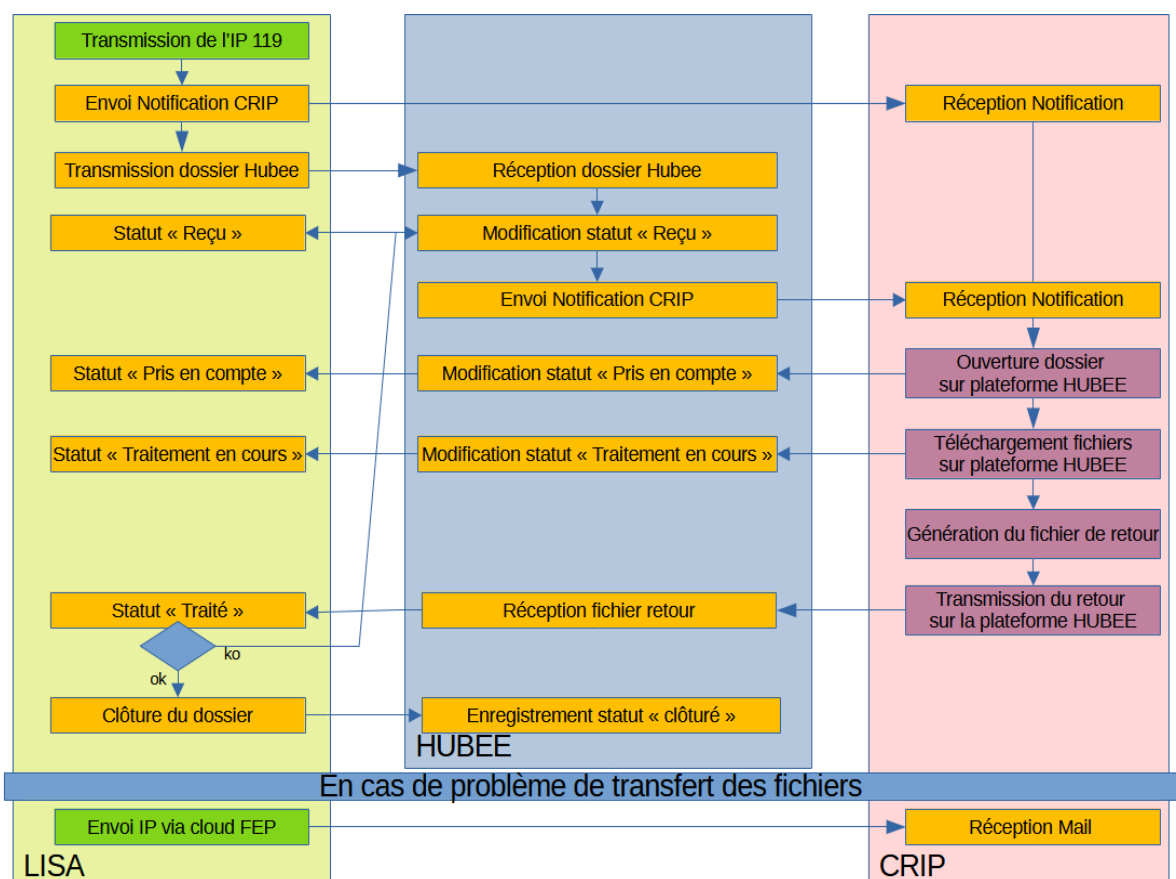 Transmission de l'IP 119
Envoi Notification CRIP
Réception Notification
Transmission dossier Hubee
Réception dossier Hubee
Statut « Reçu »
Modification statut « Reçu »
Envoi Notification CRIP
Réception Notification
Statut « Pris en compte »
Modification statut « Pris en compte »
Ouverture dossier
sur plateforme HUBEE
Statut « Traitement en cours »
Modification statut « Traitement en cours »
Téléchargement fichiers
sur plateforme HUBEE
Génération du fichier de retour
Statut « Traité »
Réception fichier retour
Transmission du retour
sur la plateforme HUBEE
ko
ok
Clôture du dossier
Enregistrement statut « clôturé »
HUBEE
En cas de problème de transfert des fichiers
Envoi IP via cloud FEP
Réception Mail
LISA
CRIP